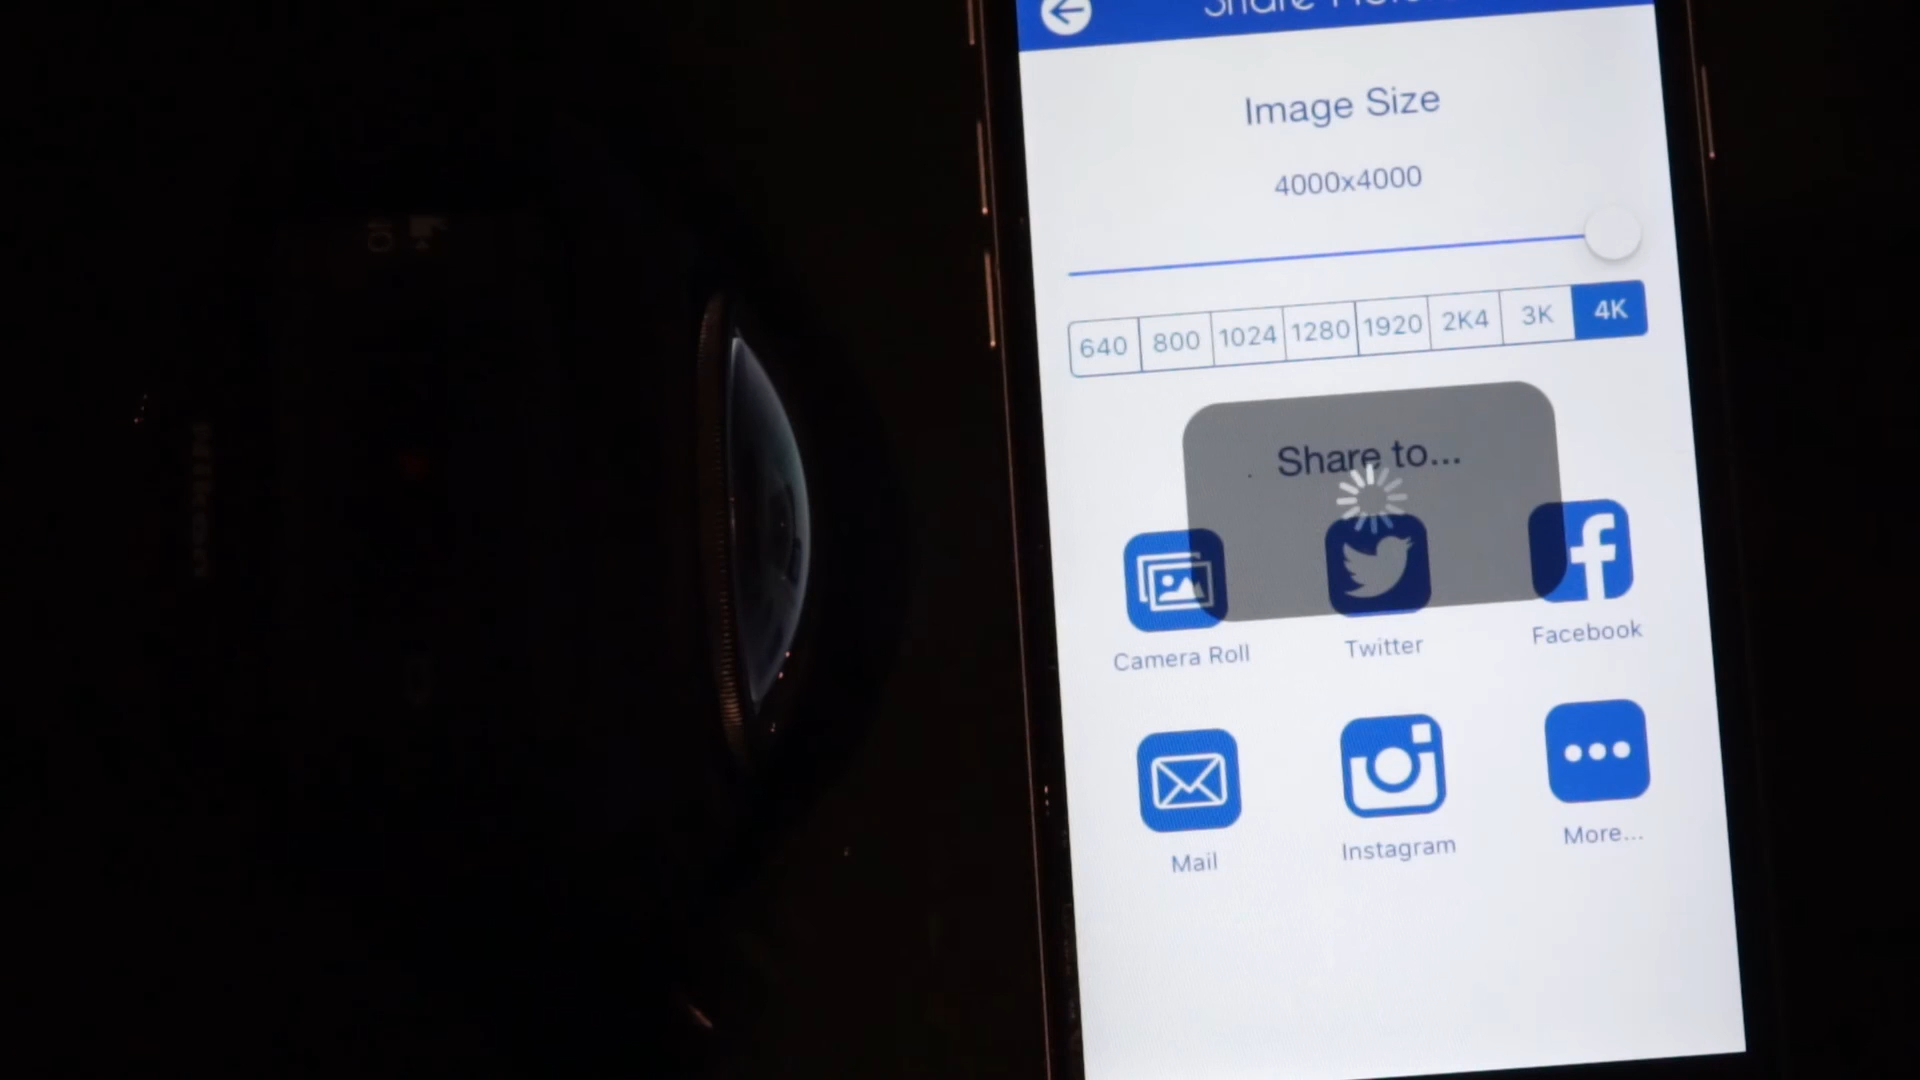 Share
Image Size
4000x4000
640 800 1024 1280 1920 2K4 3K 4K
Share to...
Camera Roll Twitter Facebook
Mail Instagram More...